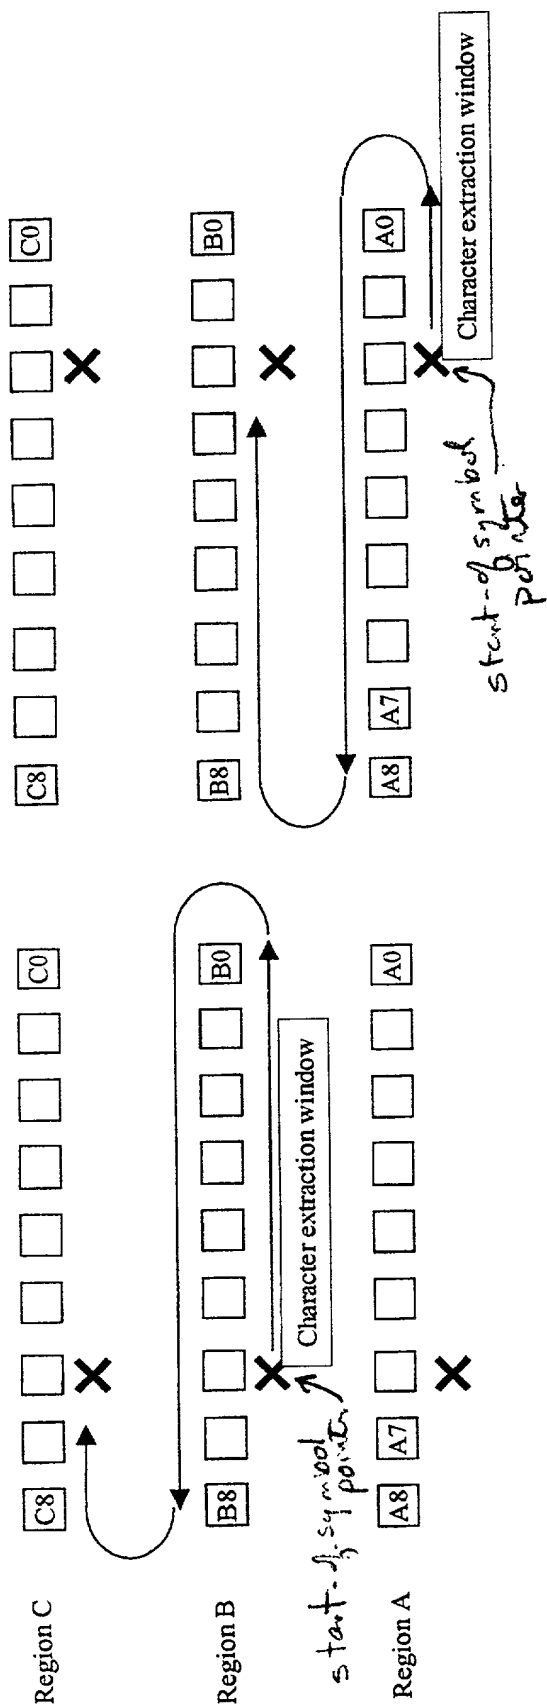 Region C C8 C0 C8 C0
Region B B8 B0 B8 B0
Character extraction window
start-of-symbol
pointer
Region A A8 A7 A0 A8 A7 A0
Character extraction window
start-of symbol
pointer